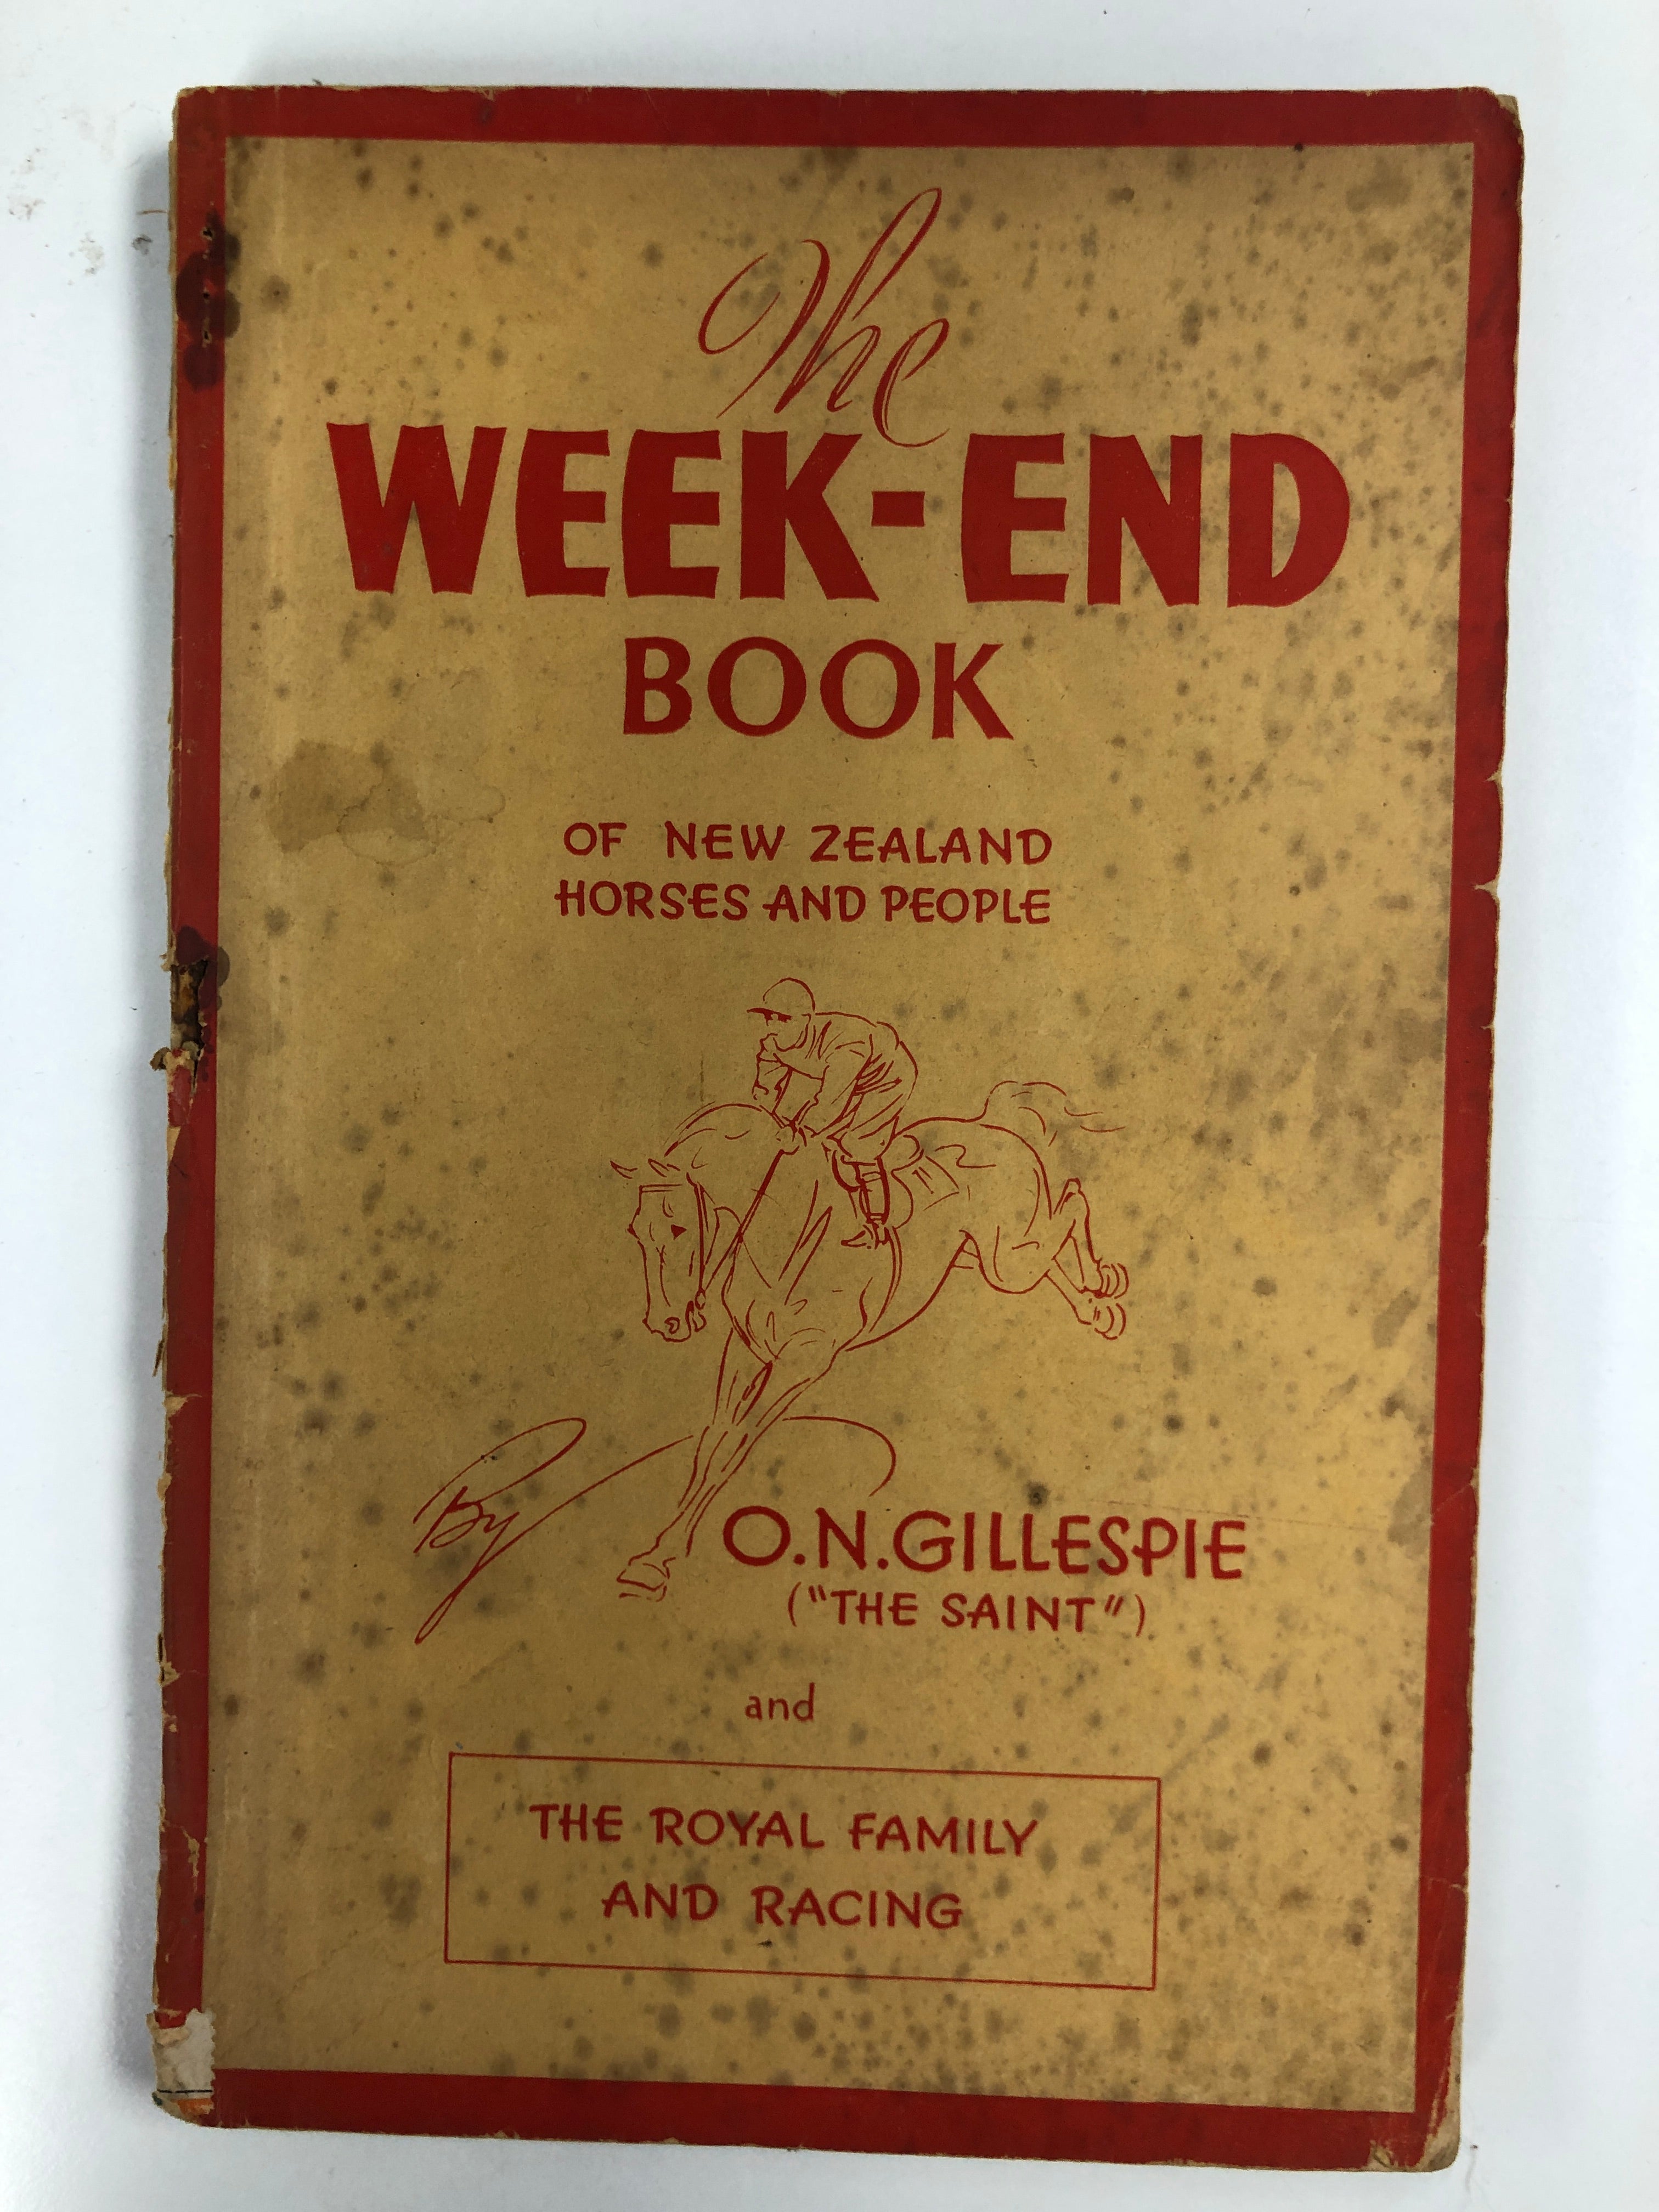 The
WEEK-END
BOOK
OF NEW ZEALAND
HORSES AND PEOPLE
By O.N.GILLESPIE
("THE SAINT")
and
THE ROYAL FAMILY
AND RACING